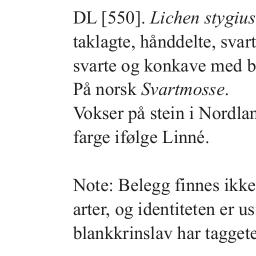 DL [550]. Lichen stygius
taklagte, hånddelte, svart
svarte og konkave med b
På norsk Svartmosse.
Vokser på stein i Nordlan
farge ifølge Linné.

Note: Belegg finnes ikke
arter, og identiteten er us
blankkrinslav har taggete